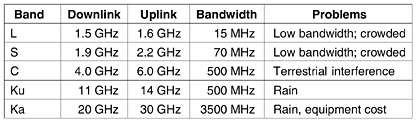 Band Downlink Uplink Bandwidth Problems
L 1.5 GHz 1.6 GHz 15 MHz Low bandwidth; crowded
S 1.9 GHz 2.2 GHz 70 MHz Low bandwidth; crowded
C 4.0 GHz 6.0 GHz 500 MHz Terrestrial interference
Ku 11 GHz 14 GHz 500 MHz Rain
Ka 20 GHz 30 GHz 3500 MHz Rain, equipment cost